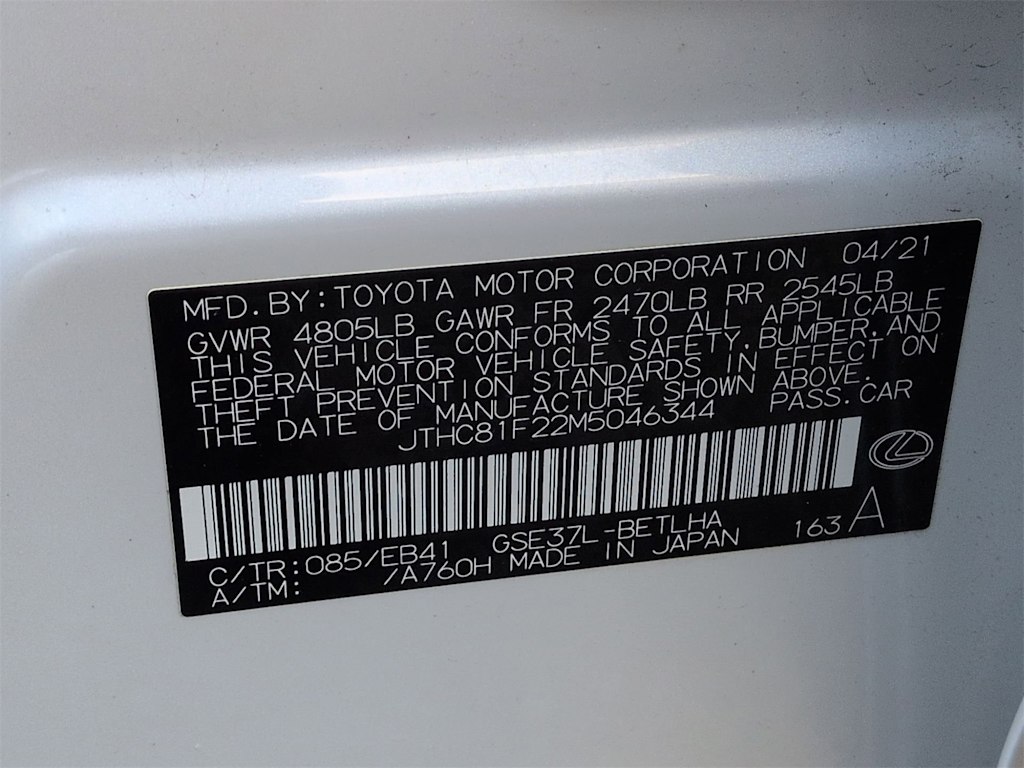 MFD.BY:TOYOTA MOTOR CORPORATION 04/21
GVWR 4805LB GAWR FR 2470LB RR 2545LB
THIS VEHICLE CONFORMS TO ALL APPLICABLE
FEDERAL MOTOR VEHICLE SAFETY,BUMPER,AND
THEFT PREVENTION STANDARDS IN EFFECT ON
THE DATE OF MANUFACTURE SHOWN ABOVE.
JTHC81F22M5046344 PASS.CAR
C/TR:085/EB41 GSE37L-BETLHA 163 A
A/TM: /A760H MADE IN JAPAN